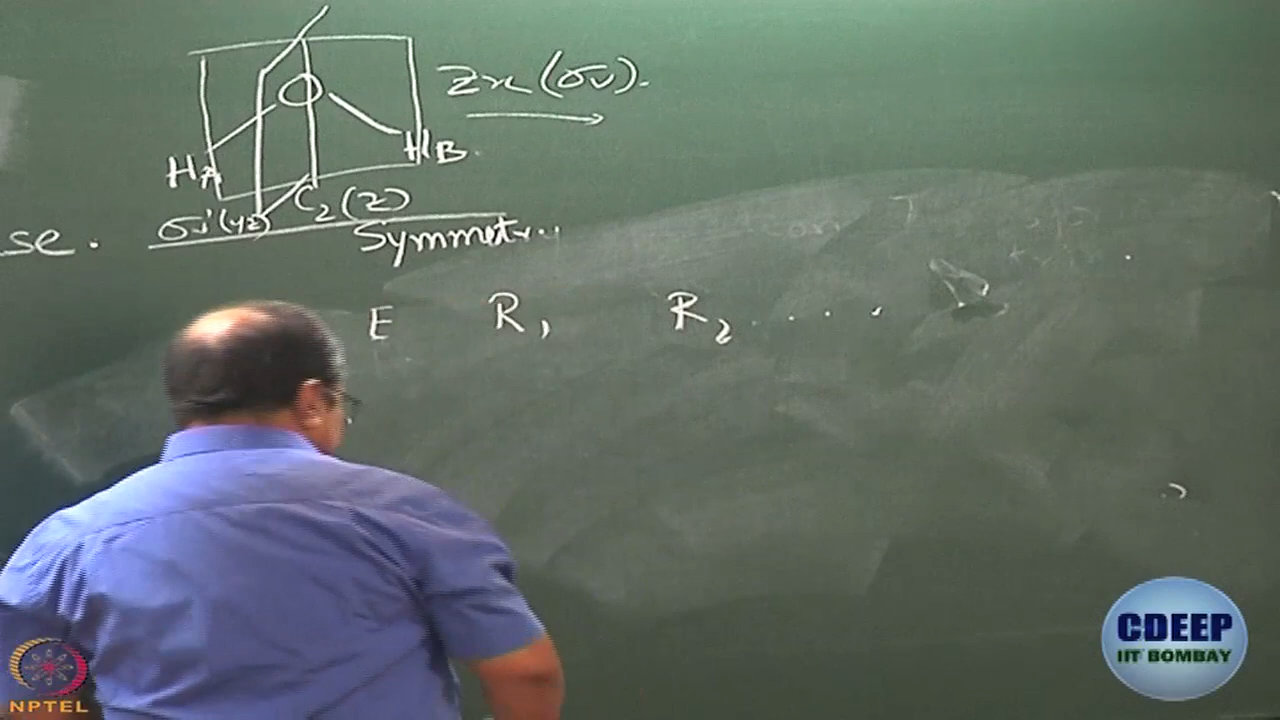 zx (σv).
O
HA
HB.
C2 (z)
σv'(yz)
se.
Symmetry
E R1 R2 .....
CDEEP
IIT BOMBAY
NPTEL